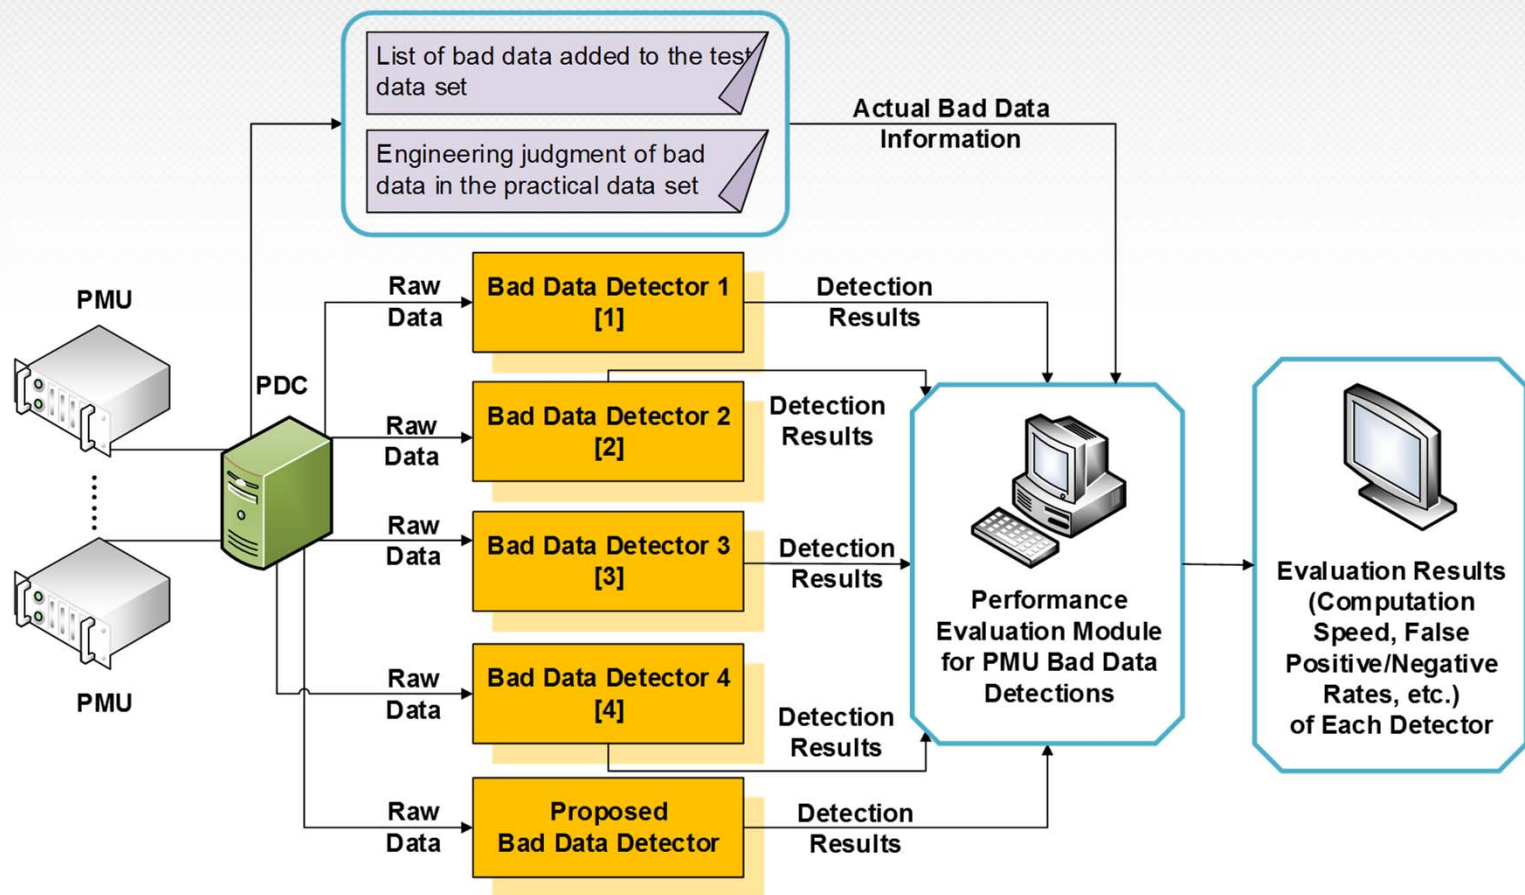 List of bad data added to the test
data set
Engineering judgment of bad
data in the practical data set
Actual Bad Data
Information
PMU
PMU
PDC
Raw
Data
Bad Data Detector 1
[1]
Detection
Results
Raw
Data
Bad Data Detector 2
[2]
Detection
Results
Raw
Data
Bad Data Detector 3
[3]
Detection
Results
Raw
Data
Bad Data Detector 4
[4]
Detection
Results
Raw
Data
Proposed
Bad Data Detector
Detection
Results
Performance
Evaluation Module
for PMU Bad Data
Detections
Evaluation Results
(Computation
Speed, False
Positive/Negative
Rates, etc.)
of Each Detector